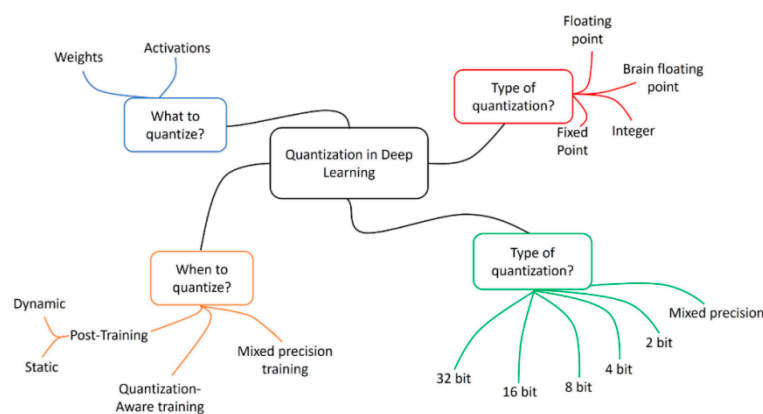 Quantization in Deep
Learning
What to
quantize?
Weights
Activations
Type of
quantization?
Floating
point
Brain floating
point
Integer
Fixed
Point
When to
quantize?
Post-Training
Dynamic
Static
Quantization-
Aware training
Mixed precision
training
Type of
quantization?
32 bit
16 bit
8 bit
4 bit
2 bit
Mixed precision